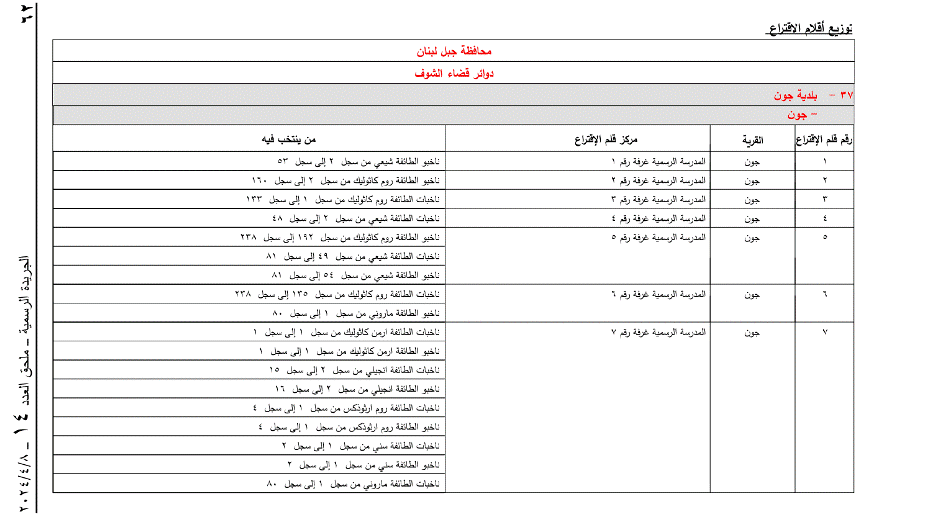 ٦٢
الجريدة الرسمية – ملحق العدد ١٤ – ٢٠٢٤/٤/٨
توزيع أقلام الاقتراع
محافظة جبل لبنان
دوائر قضاء الشوف
٣٧ - بلدية جون
- جون
رقم قلم الإقتراع القرية مركز قلم الإقتراع من ينتخب فيه
١ جون المدرسة الرسمية غرفة رقم ١ ناخبو الطائفة شيعي من سجل ٢ إلى سجل ٥٣
٢ جون المدرسة الرسمية غرفة رقم ٢ ناخبو الطائفة روم كاثوليك من سجل ٢ إلى سجل ١٦٠
٣ جون المدرسة الرسمية غرفة رقم ٣ ناخبات الطائفة روم كاثوليك من سجل ١ إلى سجل ١٣٣
٤ جون المدرسة الرسمية غرفة رقم ٤ ناخبات الطائفة شيعي من سجل ٢ إلى سجل ٤٨
٥ جون المدرسة الرسمية غرفة رقم ٥ ناخبو الطائفة روم كاثوليك من سجل ١٩٢ إلى سجل ٢٣٨
ناخبات الطائفة شيعي من سجل ٤٩ إلى سجل ٨١
ناخبو الطائفة شيعي من سجل ٥٤ إلى سجل ٨١
٦ جون المدرسة الرسمية غرفة رقم ٦ ناخبات الطائفة روم كاثوليك من سجل ١٣٥ إلى سجل ٢٣٨
ناخبو الطائفة ماروني من سجل ١ إلى سجل ٨٠
٧ جون المدرسة الرسمية غرفة رقم ٧ ناخبات الطائفة ارمن كاثوليك من سجل ١ إلى سجل ١
ناخبو الطائفة ارمن كاثوليك من سجل ١ إلى سجل ١
ناخبات الطائفة انجيلي من سجل ٢ إلى سجل ١٥
ناخبو الطائفة انجيلي من سجل ٢ إلى سجل ١٦
ناخبات الطائفة روم ارثوذكس من سجل ١ إلى سجل ٤
ناخبو الطائفة روم ارثوذكس من سجل ١ إلى سجل ٤
ناخبات الطائفة سني من سجل ١ إلى سجل ٢
ناخبو الطائفة سني من سجل ١ إلى سجل ٢
ناخبات الطائفة ماروني من سجل ١ إلى سجل ٨٠